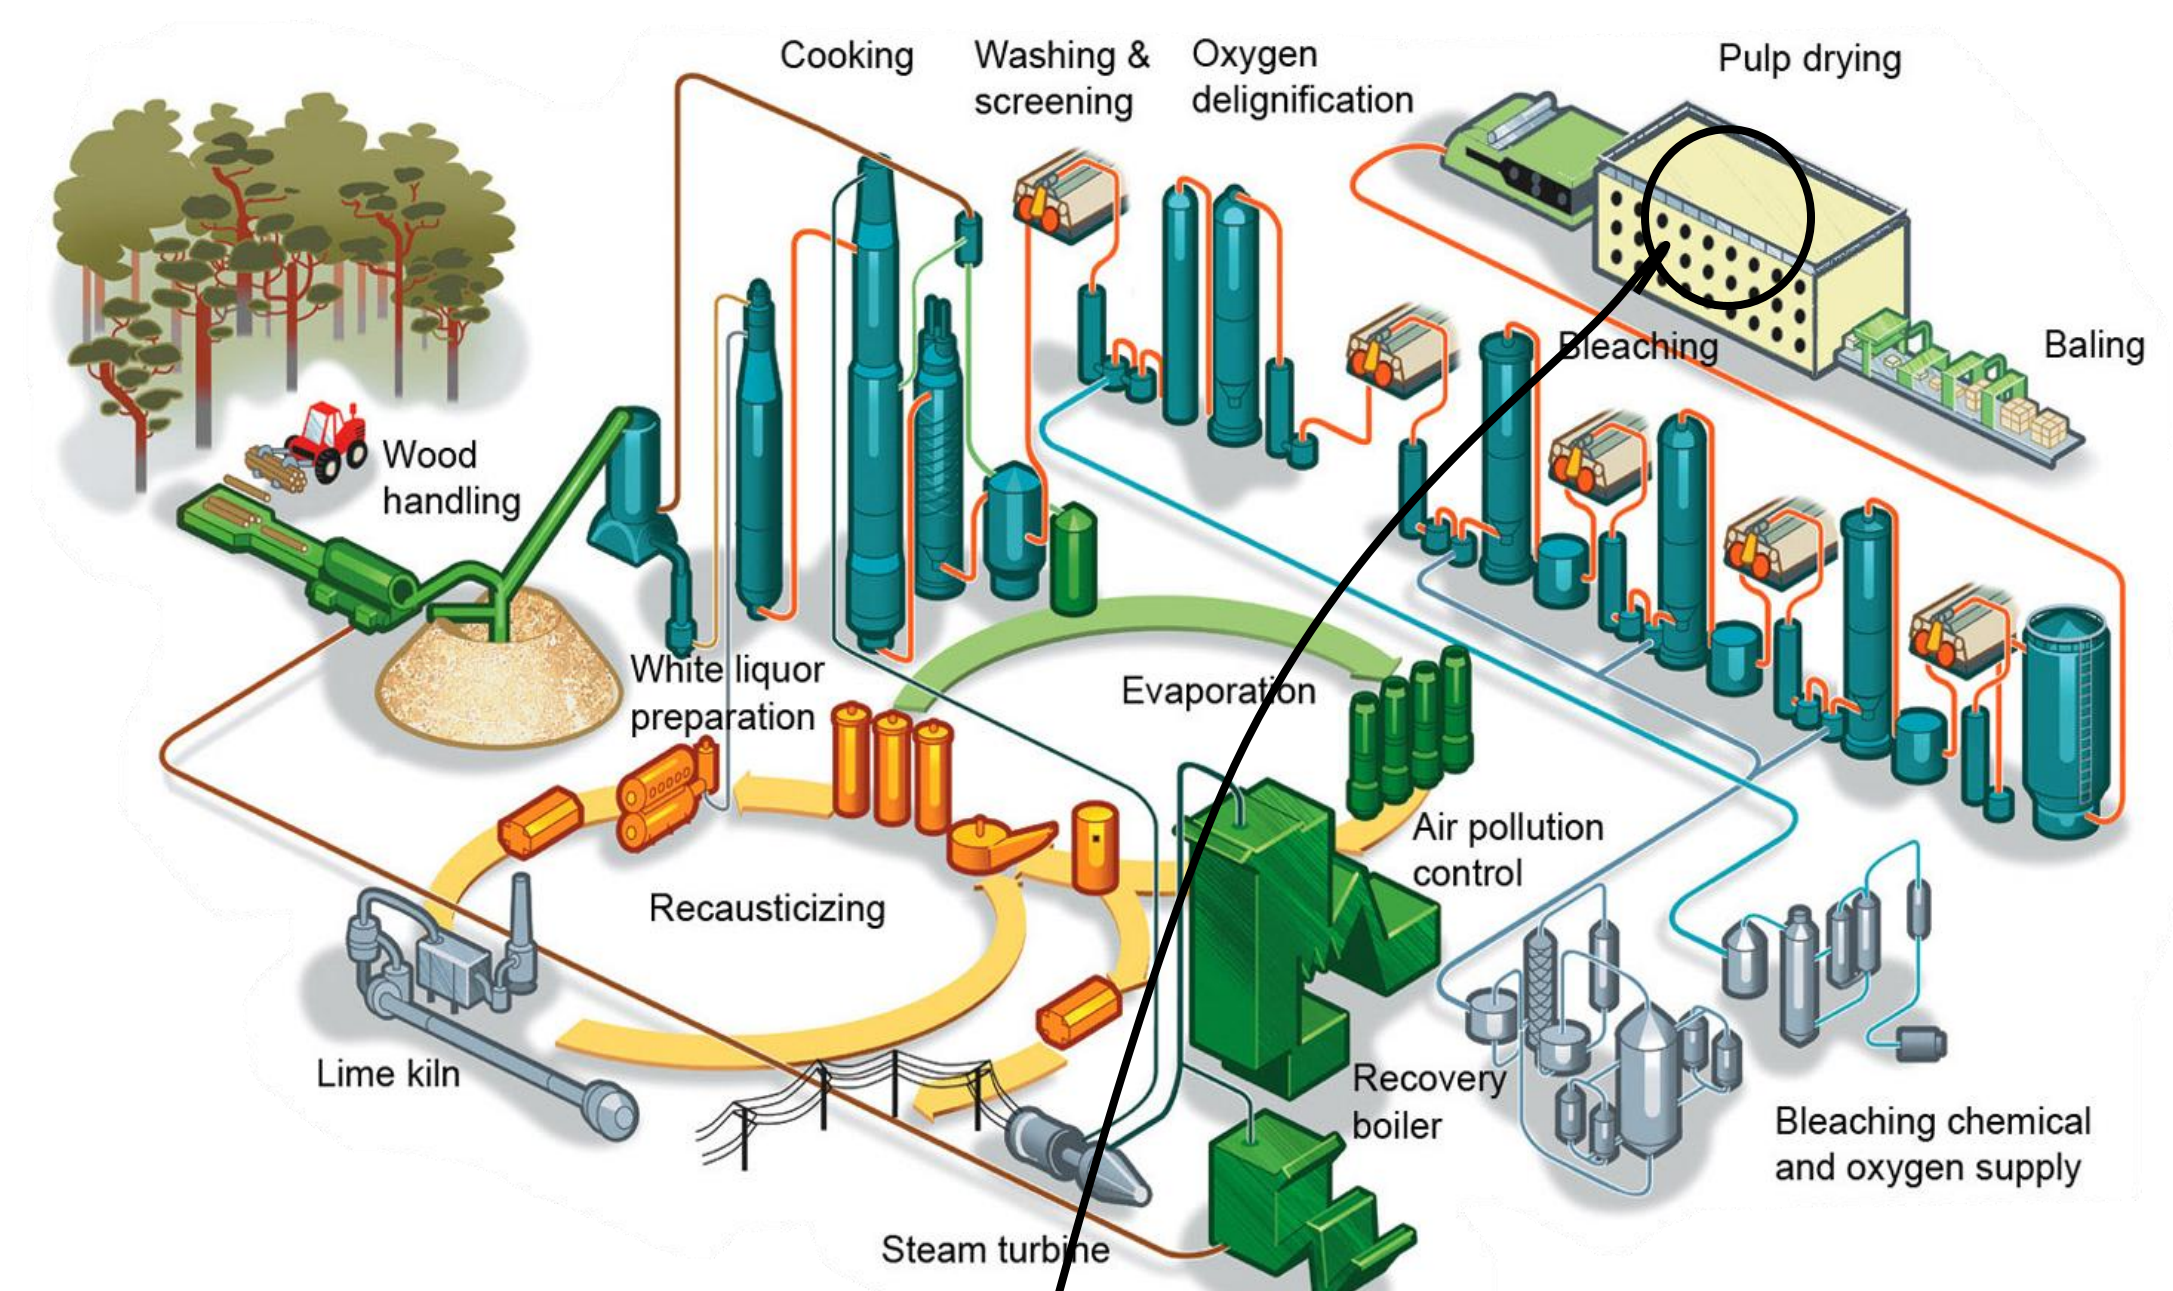 Cooking
Washing &
screening
Oxygen
delignification
Pulp drying
Wood
handling
Bleaching
Baling
White liquor
preparation
Evaporation
Air pollution
control
Recausticizing
Lime kiln
Recovery
boiler
Bleaching chemical
and oxygen supply
Steam turbine